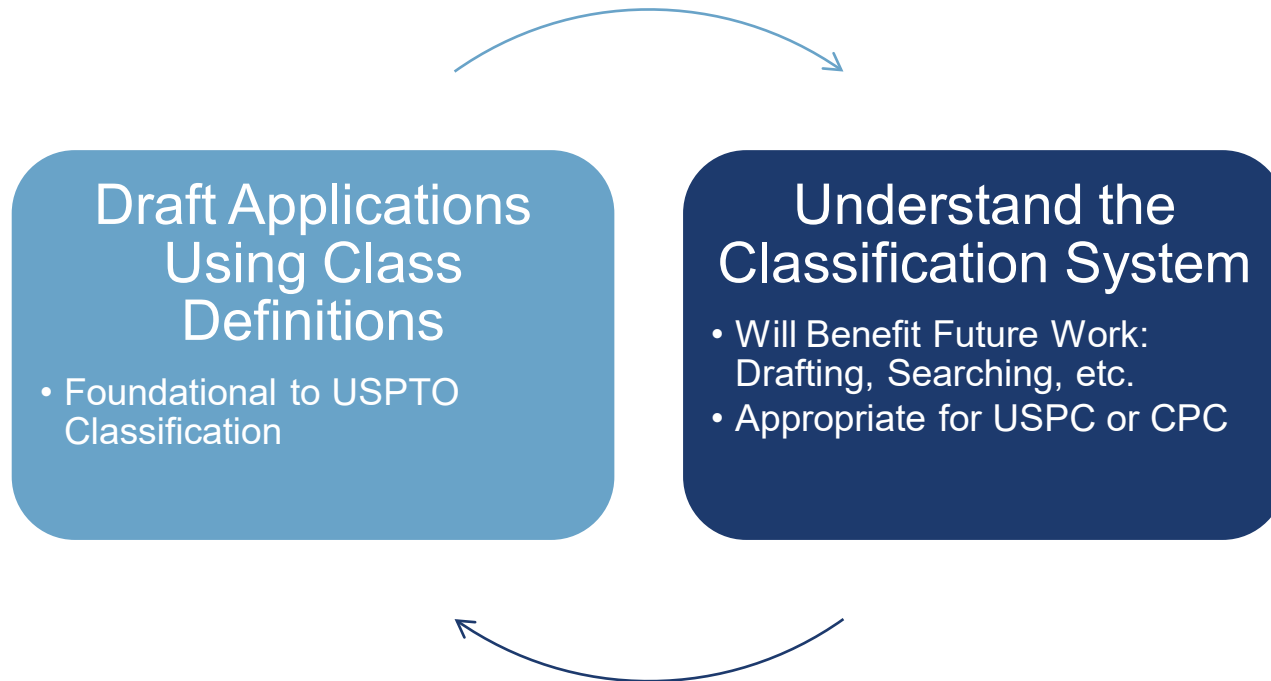 Draft Applications
Using Class
Definitions
• Foundational to USPTO
Classification
Understand the
Classification System
• Will Benefit Future Work:
Drafting, Searching, etc.
• Appropriate for USPC or CPC